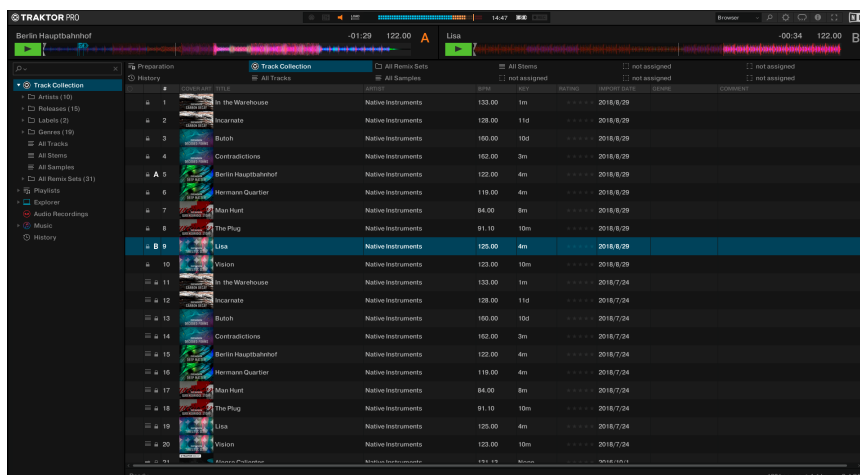 TRAKTOR PRO 14:47 Browser
Berlin Hauptbahnhof -01:29 122.00 A Lisa -00:34 122.00 B
Preparation Track Collection All Remix Sets All Stems not assigned not assigned
History All Tracks All Samples not assigned not assigned not assigned
# COVER ART TITLE ARTIST BPM KEY RATING IMPORT DATE GENRE COMMENT
Track Collection
Artists (10)
Releases (15)
Labels (2)
Genres (19)
All Tracks
All Stems
All Samples
All Remix Sets (31)
Playlists
Explorer
Audio Recordings
Music
History
1 In the Warehouse Native Instruments 133.00 1m 2018/8/29
2 Incarnate Native Instruments 128.00 11d 2018/8/29
3 Butoh Native Instruments 160.00 10d 2018/8/29
4 Contradictions Native Instruments 162.00 3m 2018/8/29
A 5 Berlin Hauptbahnhof Native Instruments 122.00 4m 2018/8/29
6 Hermann Quartier Native Instruments 119.00 4m 2018/8/29
7 Man Hunt Native Instruments 84.00 8m 2018/8/29
8 The Plug Native Instruments 91.10 10m 2018/8/29
B 9 Lisa Native Instruments 125.00 4m 2018/8/29
10 Vision Native Instruments 123.00 10m 2018/8/29
11 In the Warehouse Native Instruments 133.00 1m 2018/7/24
12 Incarnate Native Instruments 128.00 11d 2018/7/24
13 Butoh Native Instruments 160.00 10d 2018/7/24
14 Contradictions Native Instruments 162.00 3m 2018/7/24
15 Berlin Hauptbahnhof Native Instruments 122.00 4m 2018/7/24
16 Hermann Quartier Native Instruments 119.00 4m 2018/7/24
17 Man Hunt Native Instruments 84.00 8m 2018/7/24
18 The Plug Native Instruments 91.10 10m 2018/7/24
19 Lisa Native Instruments 125.00 4m 2018/7/24
20 Vision Native Instruments 123.00 10m 2018/7/24